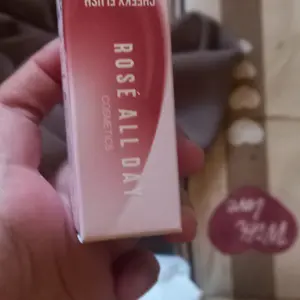 CHEEKY FLUSH
ROSÉ ALL DAY
COSMETICS